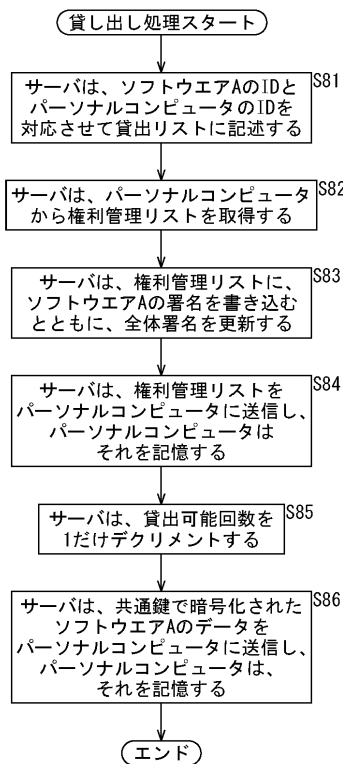 貸し出し処理スタート
サーバは、ソフトウエアAのIDと
パーソナルコンピュータのIDを
対応させて貸出リストに記述する
S81
サーバは、パーソナルコンピュータ
から権利管理リストを取得する
S82
サーバは、権利管理リストに、
ソフトウエアAの署名を書き込む
とともに、全体署名を更新する
S83
サーバは、権利管理リストを
パーソナルコンピュータに送信し、
パーソナルコンピュータは
それを記憶する
S84
サーバは、貸出可能回数を
1だけデクリメントする
S85
サーバは、共通鍵で暗号化された
ソフトウエアAのデータを
パーソナルコンピュータに送信し、
パーソナルコンピュータは、
それを記憶する
S86
エンド